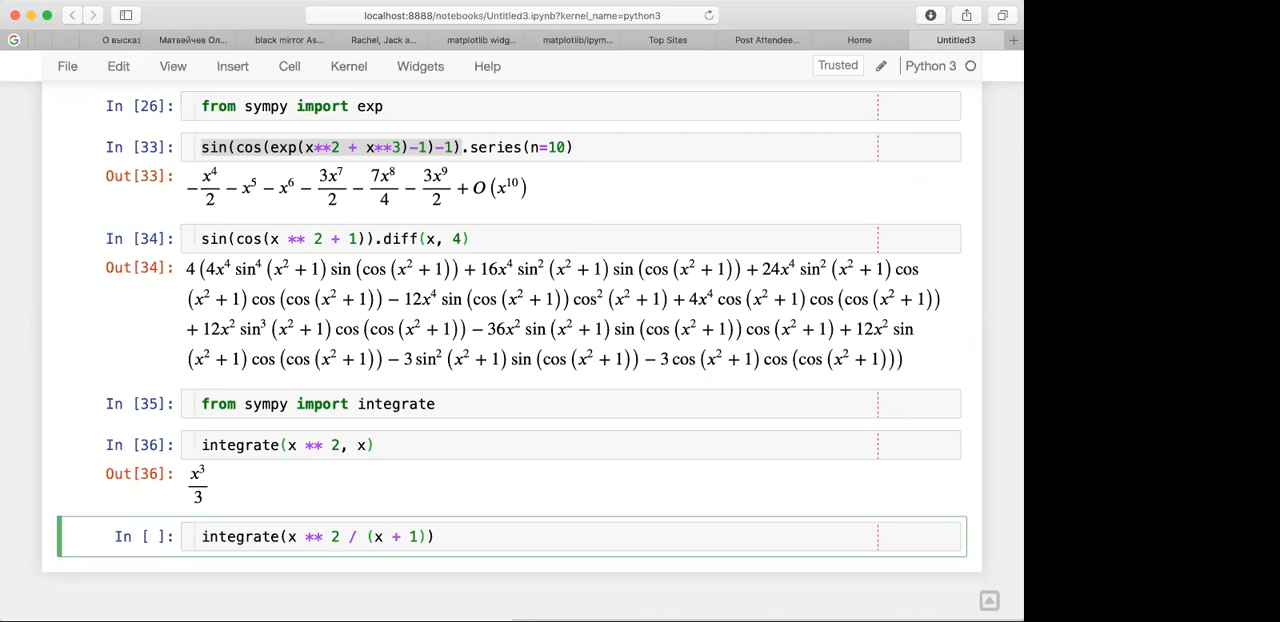 localhost:8888/notebooks/Untitled3.ipynb?kernel_name=python3
G О высказ Матвейчев Ол... black mirror As... Rachel, Jack a... matplotlib widg... matplotlib/ipym... Top Sites Post Attendee... Home Untitled3 +
File Edit View Insert Cell Kernel Widgets Help Trusted Python 3
In [26]: from sympy import exp
In [33]: sin(cos(exp(x**2 + x**3)-1)-1).series(n=10)
Out[33]: −x⁴/2 − x⁵ − x⁶ − 3x⁷/2 − 7x⁸/4 − 3x⁹/2 + O (x¹⁰)
In [34]: sin(cos(x ** 2 + 1)).diff(x, 4)
Out[34]: 4 (4x⁴ sin⁴ (x² + 1) sin (cos (x² + 1)) + 16x⁴ sin² (x² + 1) sin (cos (x² + 1)) + 24x⁴ sin² (x² + 1) cos
(x² + 1) cos (cos (x² + 1)) − 12x⁴ sin (cos (x² + 1)) cos² (x² + 1) + 4x⁴ cos (x² + 1) cos (cos (x² + 1))
+ 12x² sin³ (x² + 1) cos (cos (x² + 1)) − 36x² sin (x² + 1) sin (cos (x² + 1)) cos (x² + 1) + 12x² sin
(x² + 1) cos (cos (x² + 1)) − 3 sin² (x² + 1) sin (cos (x² + 1)) − 3 cos (x² + 1) cos (cos (x² + 1)))
In [35]: from sympy import integrate
In [36]: integrate(x ** 2, x)
Out[36]: x³/3
In [ ]: integrate(x ** 2 / (x + 1))